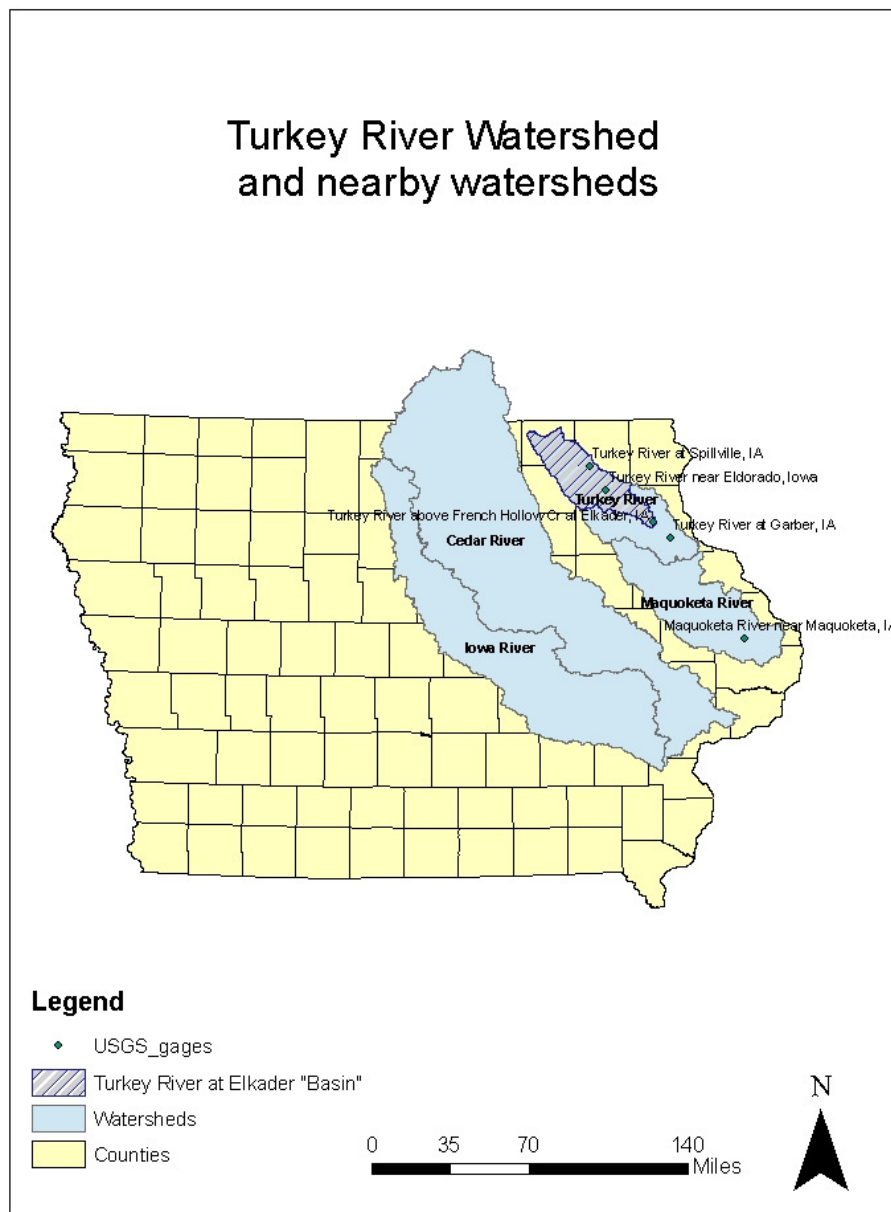 Turkey River Watershed
and nearby watersheds
Turkey River at Spillville, IA
Turkey River near Eldorado, Iowa
Turkey River
Turkey River above French Hollow Cr at Elkader, IA
Turkey River at Garber, IA
Cedar River
Maquoketa River
Maquoketa River near Maquoketa, IA
Iowa River
Legend
USGS_gages
Turkey River at Elkader "Basin"
Watersheds
Counties
0 35 70 140
Miles
N